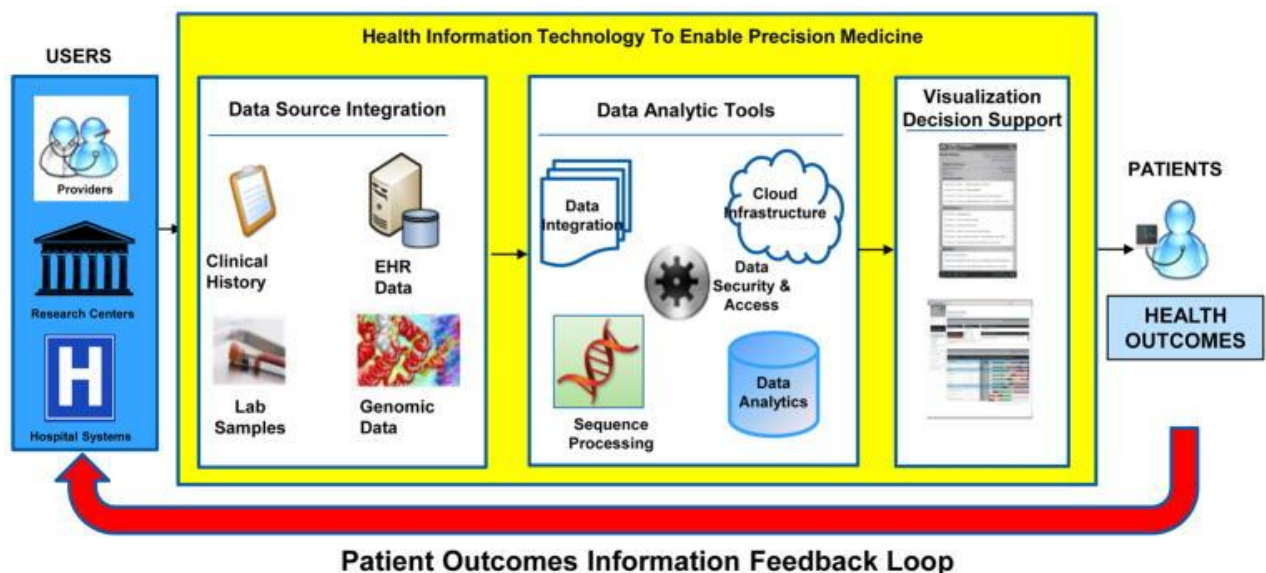 Health Information Technology To Enable Precision Medicine
USERS
Providers
Research Centers
Hospital Systems
Data Source Integration
Clinical
History
EHR
Data
Lab
Samples
Genomic
Data
Data Analytic Tools
Data
Integration
Cloud
Infrastructure
Data
Security &
Access
Sequence
Processing
Data
Analytics
Visualization
Decision Support
PATIENTS
HEALTH
OUTCOMES
Patient Outcomes Information Feedback Loop